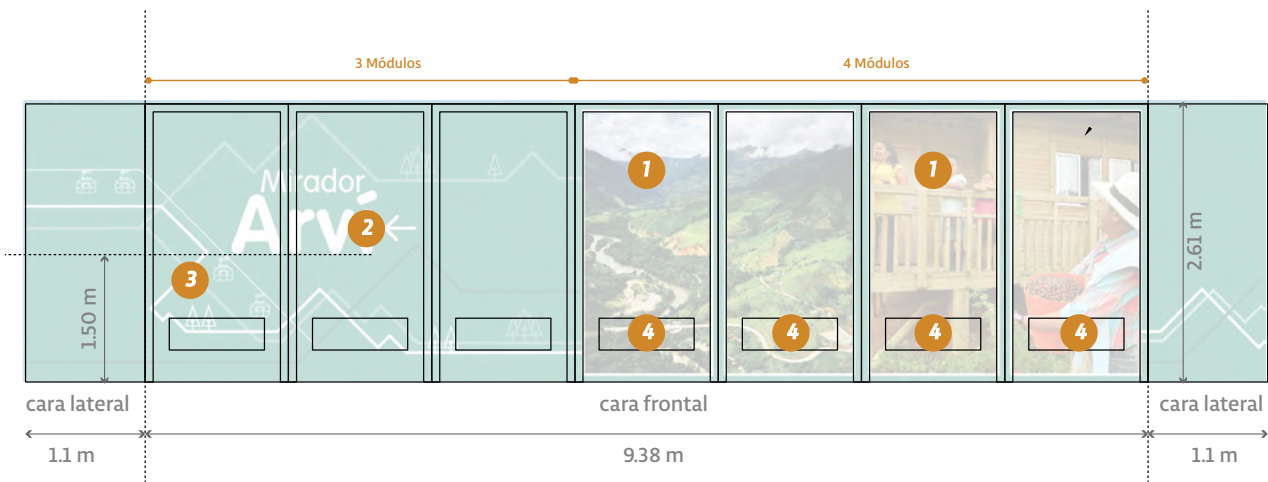 3 Módulos
4 Módulos
Mirador
Arví
1
1
2
3
1.50 m
2.61 m
4
4
4
4
cara lateral
cara frontal
cara lateral
1.1 m
9.38 m
1.1 m